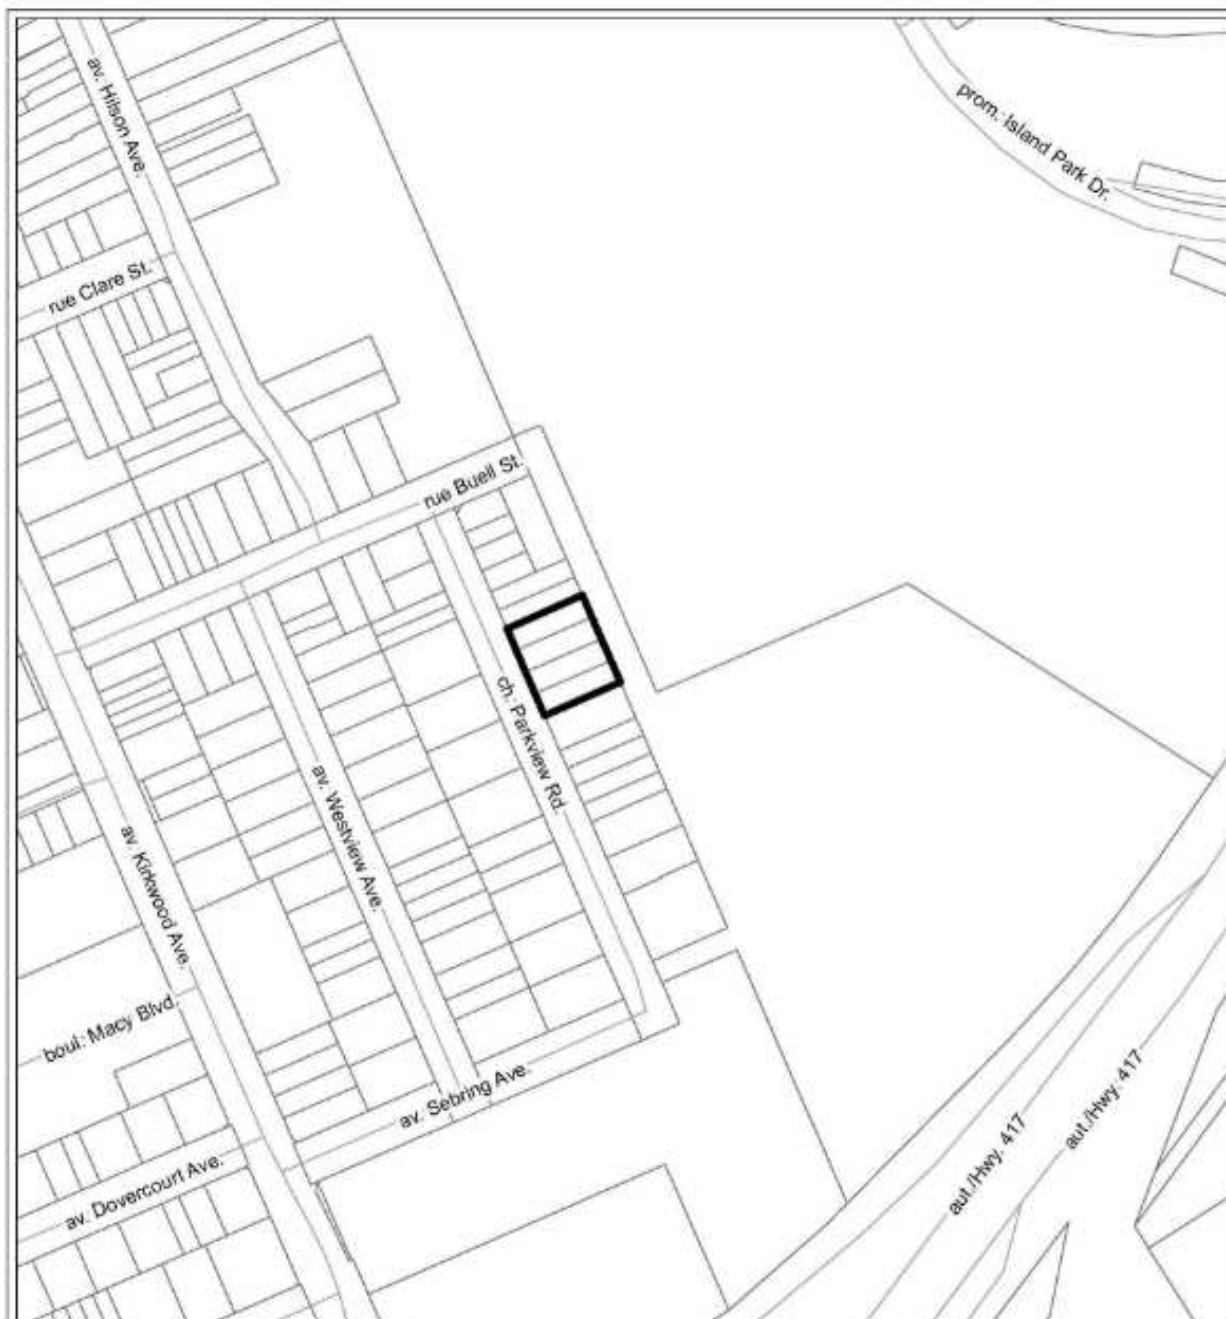 av. Hilson Ave.
prom. Island Park Dr.
rue Clare St.
rue Buell St.
ch. Parkview Rd.
av. Westview Ave.
av. Kirkwood Ave.
boul. Macy Blvd.
av. Sebring Ave.
aut./Hwy. 417
aut./Hwy. 417
av. Dovercourt Ave.